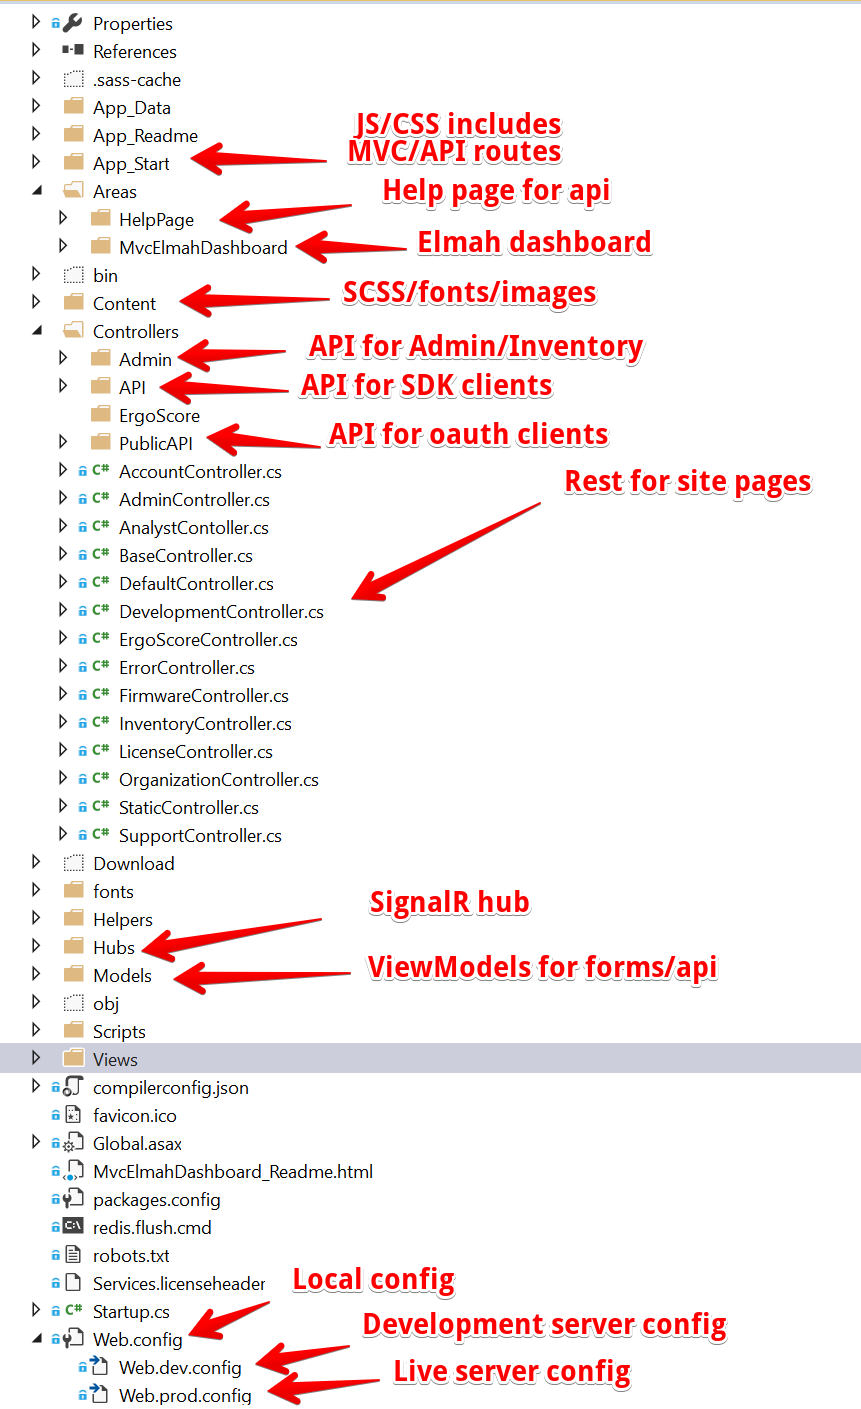 Properties
References
.sass-cache
App_Data
JS/CSS includes
App_Readme
MVC/API routes
App_Start
Areas
Help page for api
HelpPage
Elmah dashboard
MvcElmahDashboard
bin
SCSS/fonts/images
Content
Controllers
API for Admin/Inventory
Admin
API for SDK clients
API
ErgoScore
API for oauth clients
PublicAPI
AccountController.cs
Rest for site pages
AdminController.cs
AnalystContoller.cs
BaseController.cs
DefaultController.cs
DevelopmentController.cs
ErgoScoreController.cs
ErrorController.cs
FirmwareController.cs
InventoryController.cs
LicenseController.cs
OrganizationController.cs
StaticController.cs
SupportController.cs
Download
fonts
SignalR hub
Helpers
Hubs
ViewModels for forms/api
Models
obj
Scripts
Views
compilerconfig.json
favicon.ico
Global.asax
MvcElmahDashboard_Readme.html
packages.config
C:\
redis.flush.cmd
robots.txt
Local config
Services.licenseheader
C# Startup.cs
Development server config
Web.config
Live server config
Web.dev.config
Web.prod.config